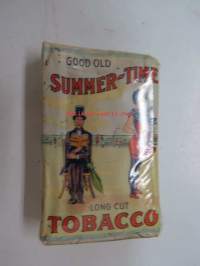 GOOD OLD
SUMMER-TIME
LONG CUT
TOBACCO